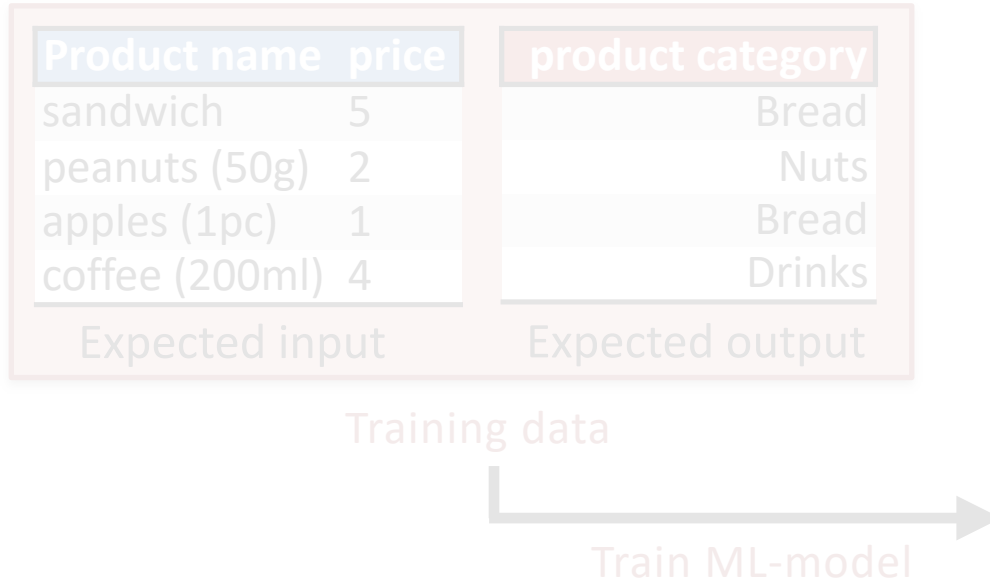 Product name price product category
sandwich 5 Bread
peanuts (50g) 2 Nuts
apples (1pc) 1 Bread
coffee (200ml) 4 Drinks
Expected input Expected output
Training data
Train ML-model